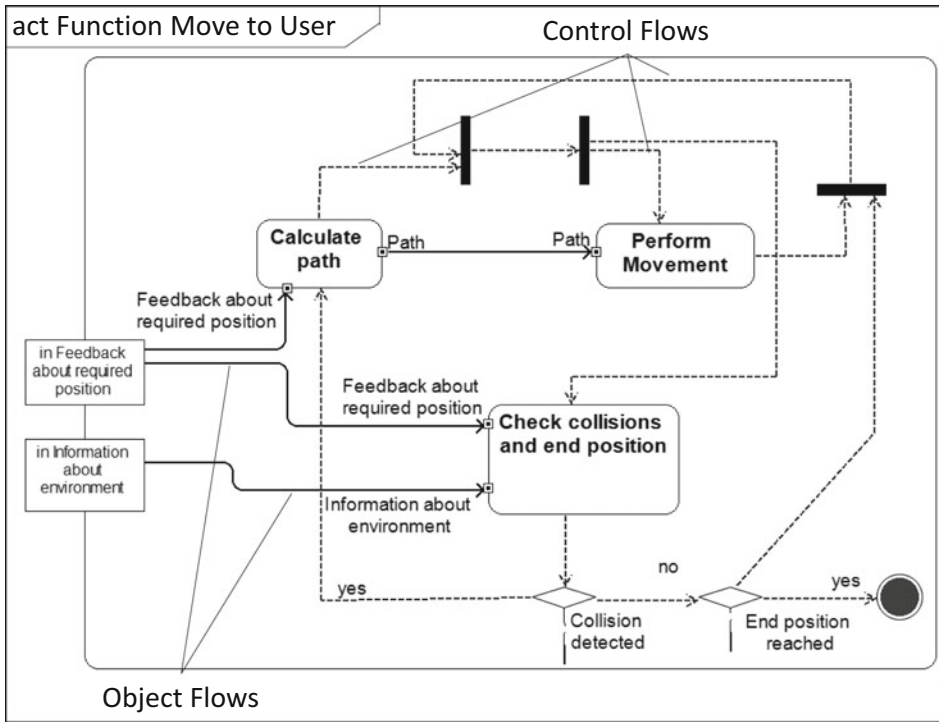 act Function Move to User
Control Flows
Calculate
path
Path
Path
Perform
Movement
Feedback about
required position
in Feedback
about required
position
Feedback about
required position
Check collisions
and end position
in Information
about
environment
Information about
environment
no
yes
yes
Collision
detected
End position
reached
Object Flows